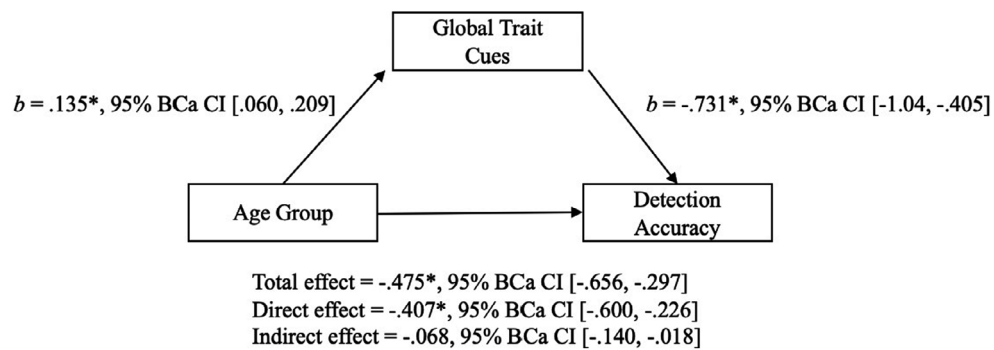 Global Trait
Cues
b = .135*, 95% BCa CI [.060, .209]
b = -.731*, 95% BCa CI [-1.04, -.405]
Age Group
Detection
Accuracy
Total effect = -.475*, 95% BCa CI [-.656, -.297]
Direct effect = -.407*, 95% BCa CI [-.600, -.226]
Indirect effect = -.068, 95% BCa CI [-.140, -.018]